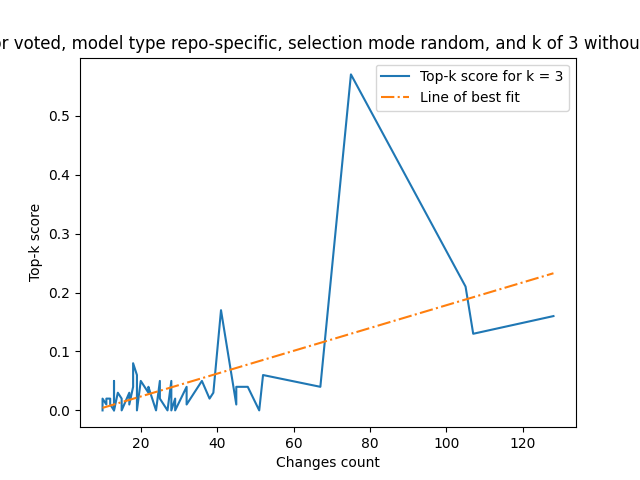 voted, model type repo-specific, selection mode random, and k of 3
Top-k score for k = 3
Line of best fit
Top-k score
0.5
0.4
0.3
0.2
0.1
0.0
20
40
60
80
100
120
Changes count